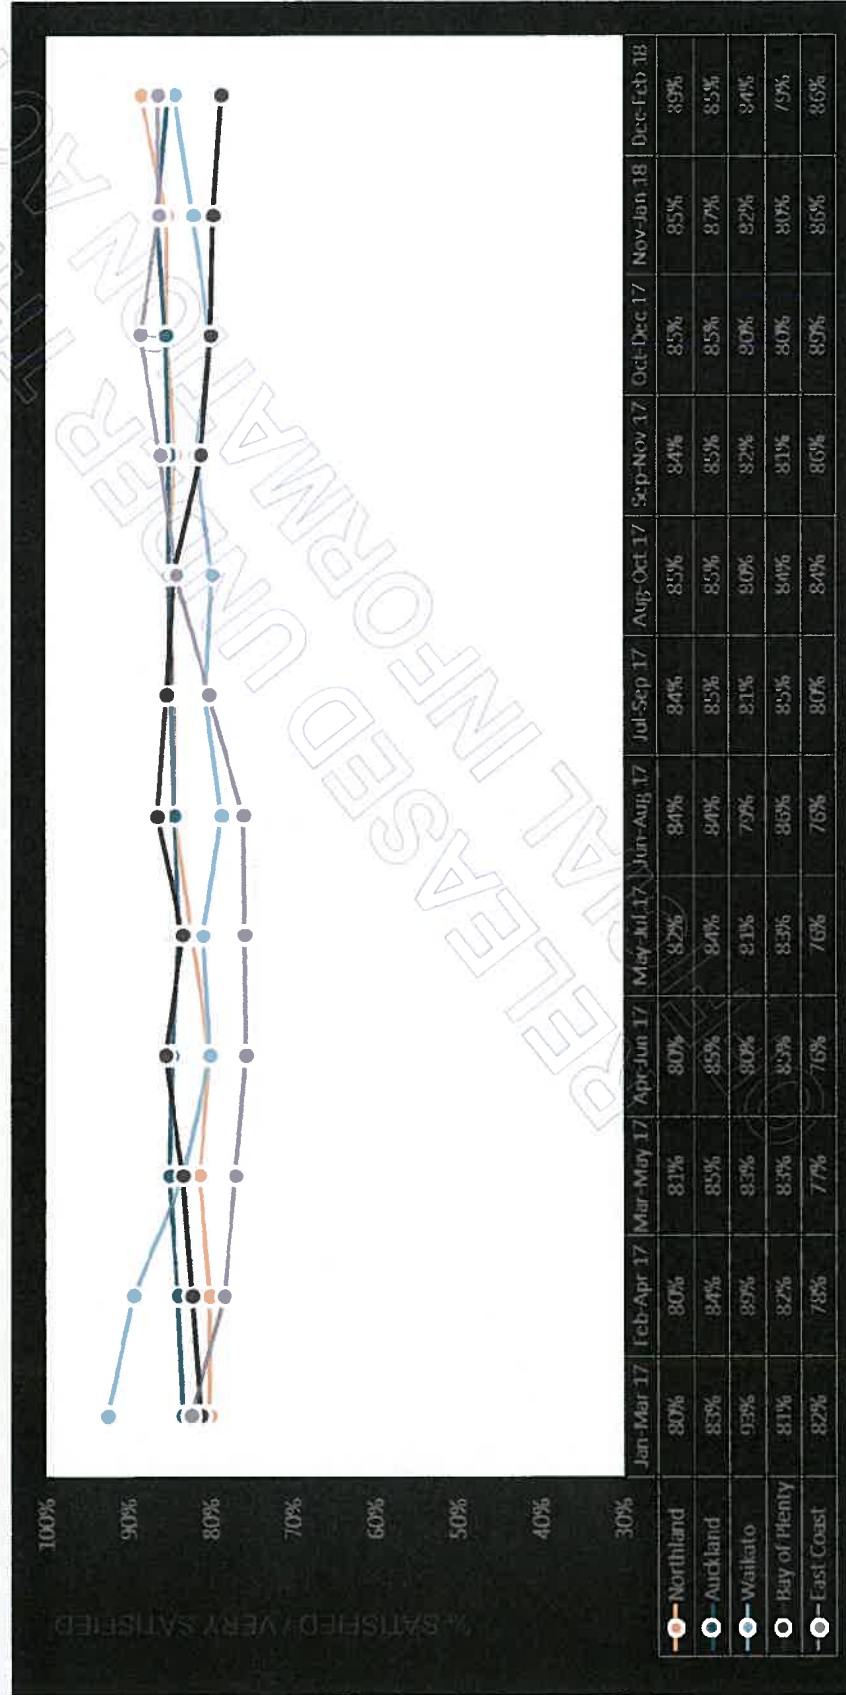 % SATISFIED / VERY SATISFIED
100%
90%
80%
70%
60%
50%
40%
30%
Jan-Mar 17 Feb-Apr 17 Mar-May 17 Apr-Jun 17 May-Jul 17 Jun-Aug 17 Jul-Sep 17 Aug-Oct 17 Sep-Nov 17 Oct-Dec 17 Nov-Jan 18 Dec-Feb 18
Northland 80% 80% 81% 80% 82% 84% 84% 85% 84% 85% 85% 89%
Auckland 83% 84% 85% 85% 84% 84% 85% 85% 85% 85% 87% 85%
Waikato 93% 89% 83% 80% 81% 79% 81% 80% 82% 80% 82% 84%
Bay of Plenty 81% 82% 83% 85% 83% 86% 85% 84% 81% 80% 80% 79%
East Coast 82% 78% 77% 76% 76% 76% 80% 84% 86% 89% 86% 86%
RELEASED UNDER THE
OFFICIAL INFORMATION ACT